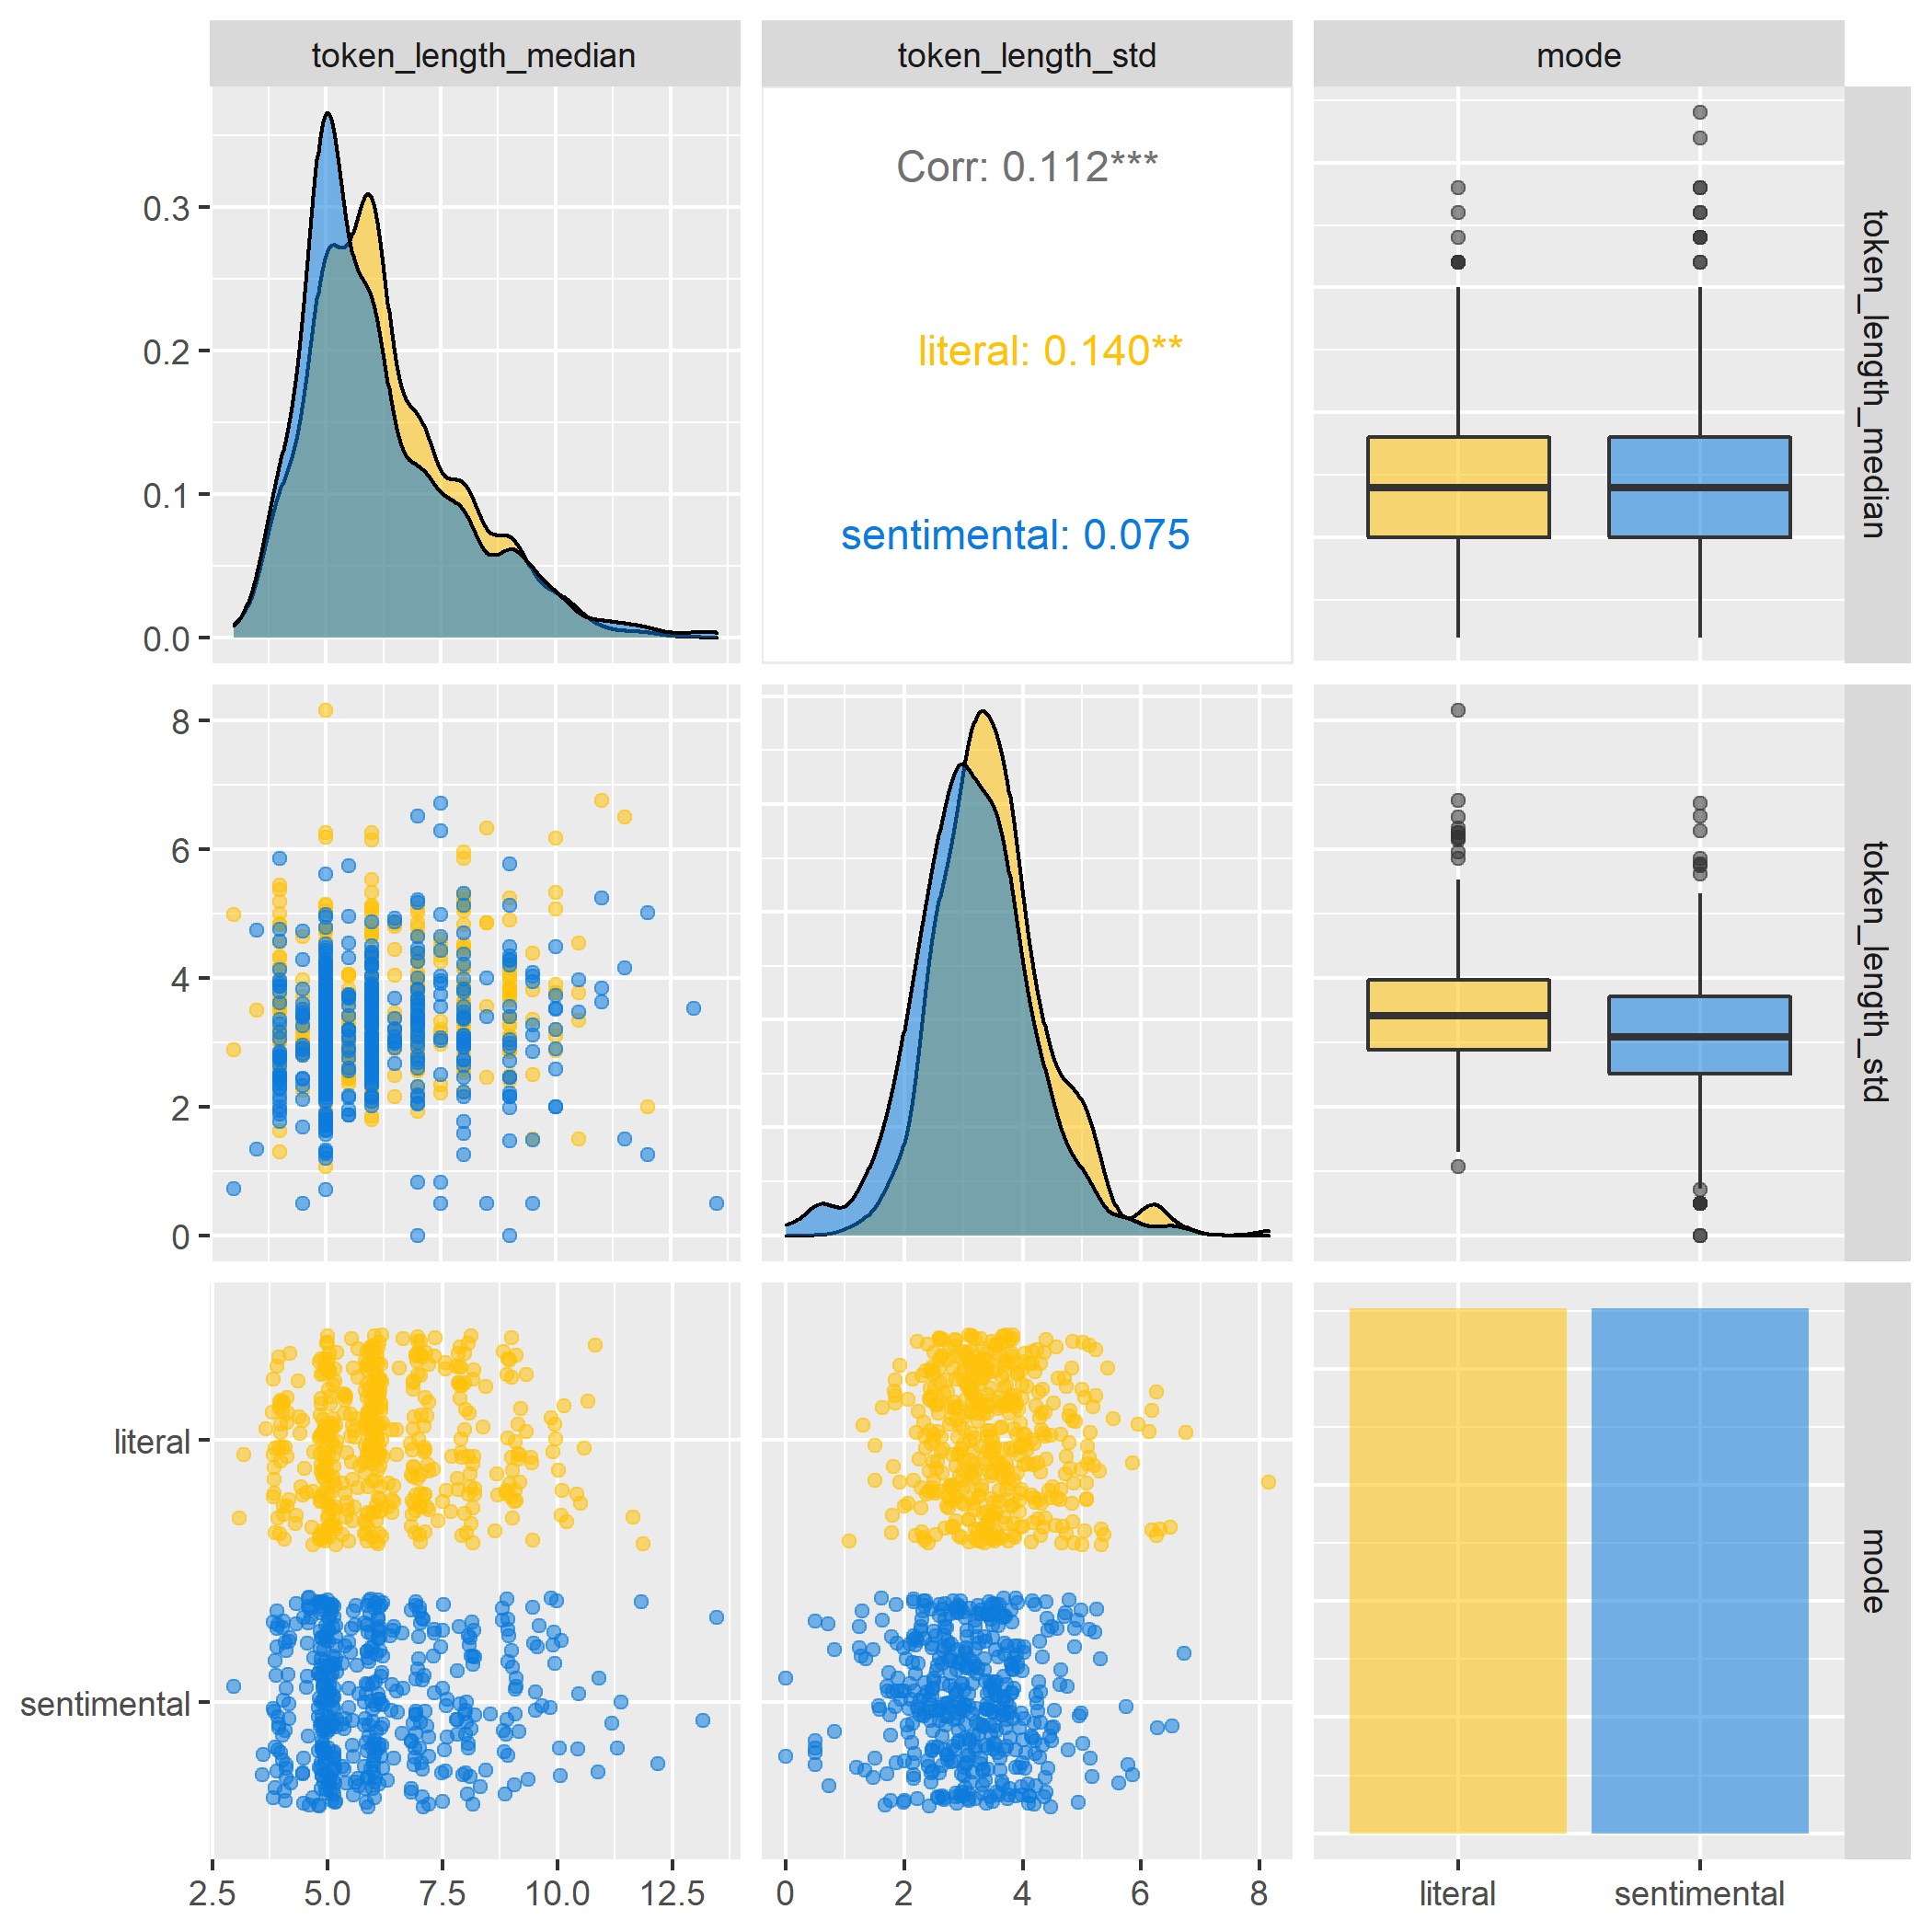 token_length_median
token_length_std
mode
0.3
0.2
0.1
0.0
Corr: 0.112***
literal: 0.140**
sentimental: 0.075
token_length_median
8
6
4
2
0
token_length_std
literal
sentimental
mode
2.5 5.0 7.5 10.0 12.5
0 2 4 6 8
literal sentimental